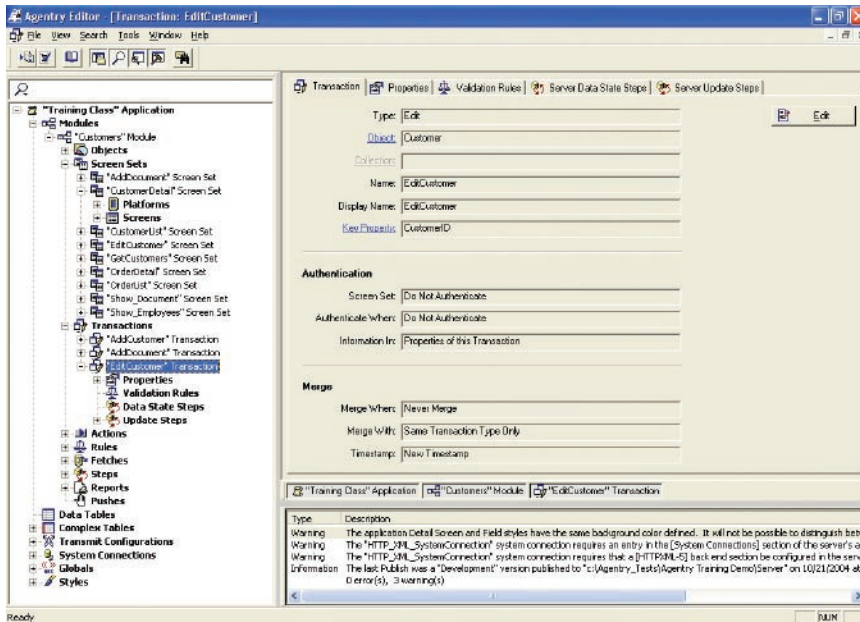 Agentry Editor - [Transaction: EditCustomer]
File View Search Tools Window Help
"Training Class" Application
Modules
"Customers" Module
Objects
Screen Sets
"AddDocument" Screen Set
"CustomerDetail" Screen Set
Platforms
Screens
"CustomerList" Screen Set
"EditCustomer" Screen Set
"GetCustomers" Screen Set
"OrderDetail" Screen Set
"OrderList" Screen Set
"Show_Document" Screen Set
"Show_Employees" Screen Set
Transactions
"AddCustomer" Transaction
"AddDocument" Transaction
"EditCustomer" Transaction
Properties
Validation Rules
Data State Steps
Update Steps
Actions
Rules
Fetches
Steps
Reports
Pushes
Data Tables
Complex Tables
Transmit Configurations
System Connections
Globals
Styles
Transaction Properties Validation Rules Server Data State Steps Server Update Steps
Type: Edit
Edit
Object: Customer
Collection:
Name: EditCustomer
Display Name: EditCustomer
Key Property: CustomerID
Authentication
Screen Set: Do Not Authenticate
Authenticate When: Do Not Authenticate
Information In: Properties of this Transaction
Merge
Merge When: Never Merge
Merge With: Same Transaction Type Only
Timestamp: New Timestamp
"Training Class" Application "Customers" Module "EditCustomer" Transaction
Type Description
Warning The application Detail Screen and Field styles have the same background color defined. It will not be possible to distinguish betw
Warning The "HTTP_XML_SystemConnection" system connection requires an entry in the [System Connections] section of the server's a
Warning The "HTTP_XML_SystemConnection" system connection requires that a [HTTPXML-5] back end section be configured in the serv
Information The last Publish was a "Development" version published to "c:\Agentry_Tests\Agentry Training Demo\Server" on 10/21/2004 at
0 error(s), 3 warning(s)
Ready
NUM